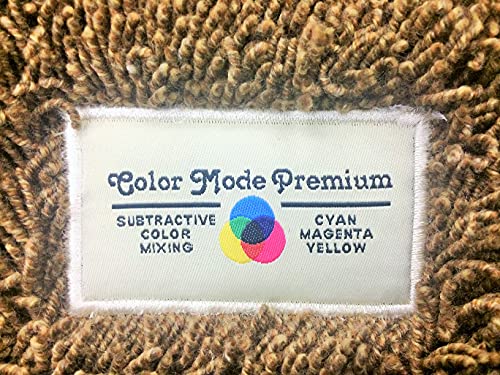 Color Mode Premium
SUBTRACTIVE
COLOR
MIXING
CYAN
MAGENTA
YELLOW